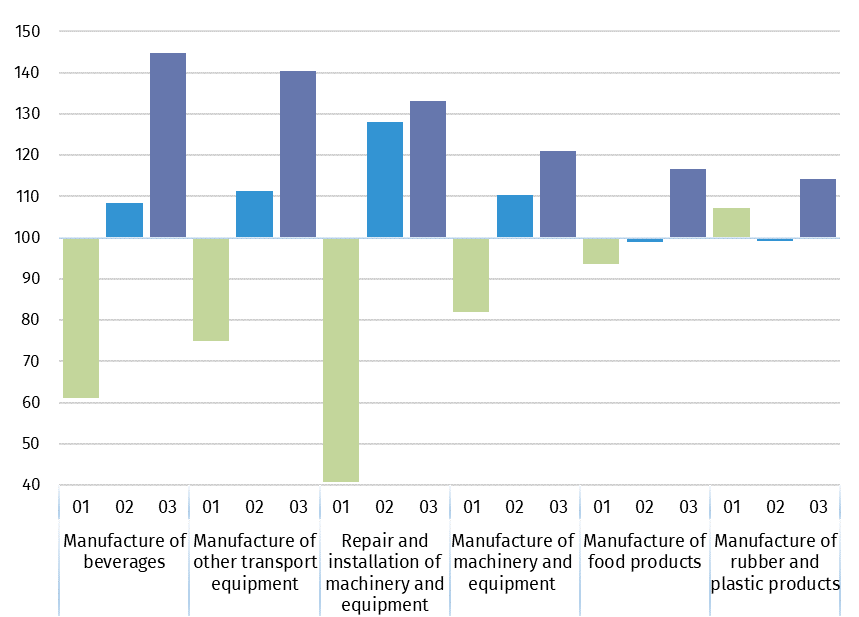 150
140
130
120
110
100
90
80
70
60
50
40
01 02 03 01 02 03 01 02 03 01 02 03 01 02 03 01 02 03
Manufacture of
beverages
Manufacture of
other transport
equipment
Repair and
installation of
machinery and
equipment
Manufacture of
machinery and
equipment
Manufacture of
food products
Manufacture of
rubber and
plastic products